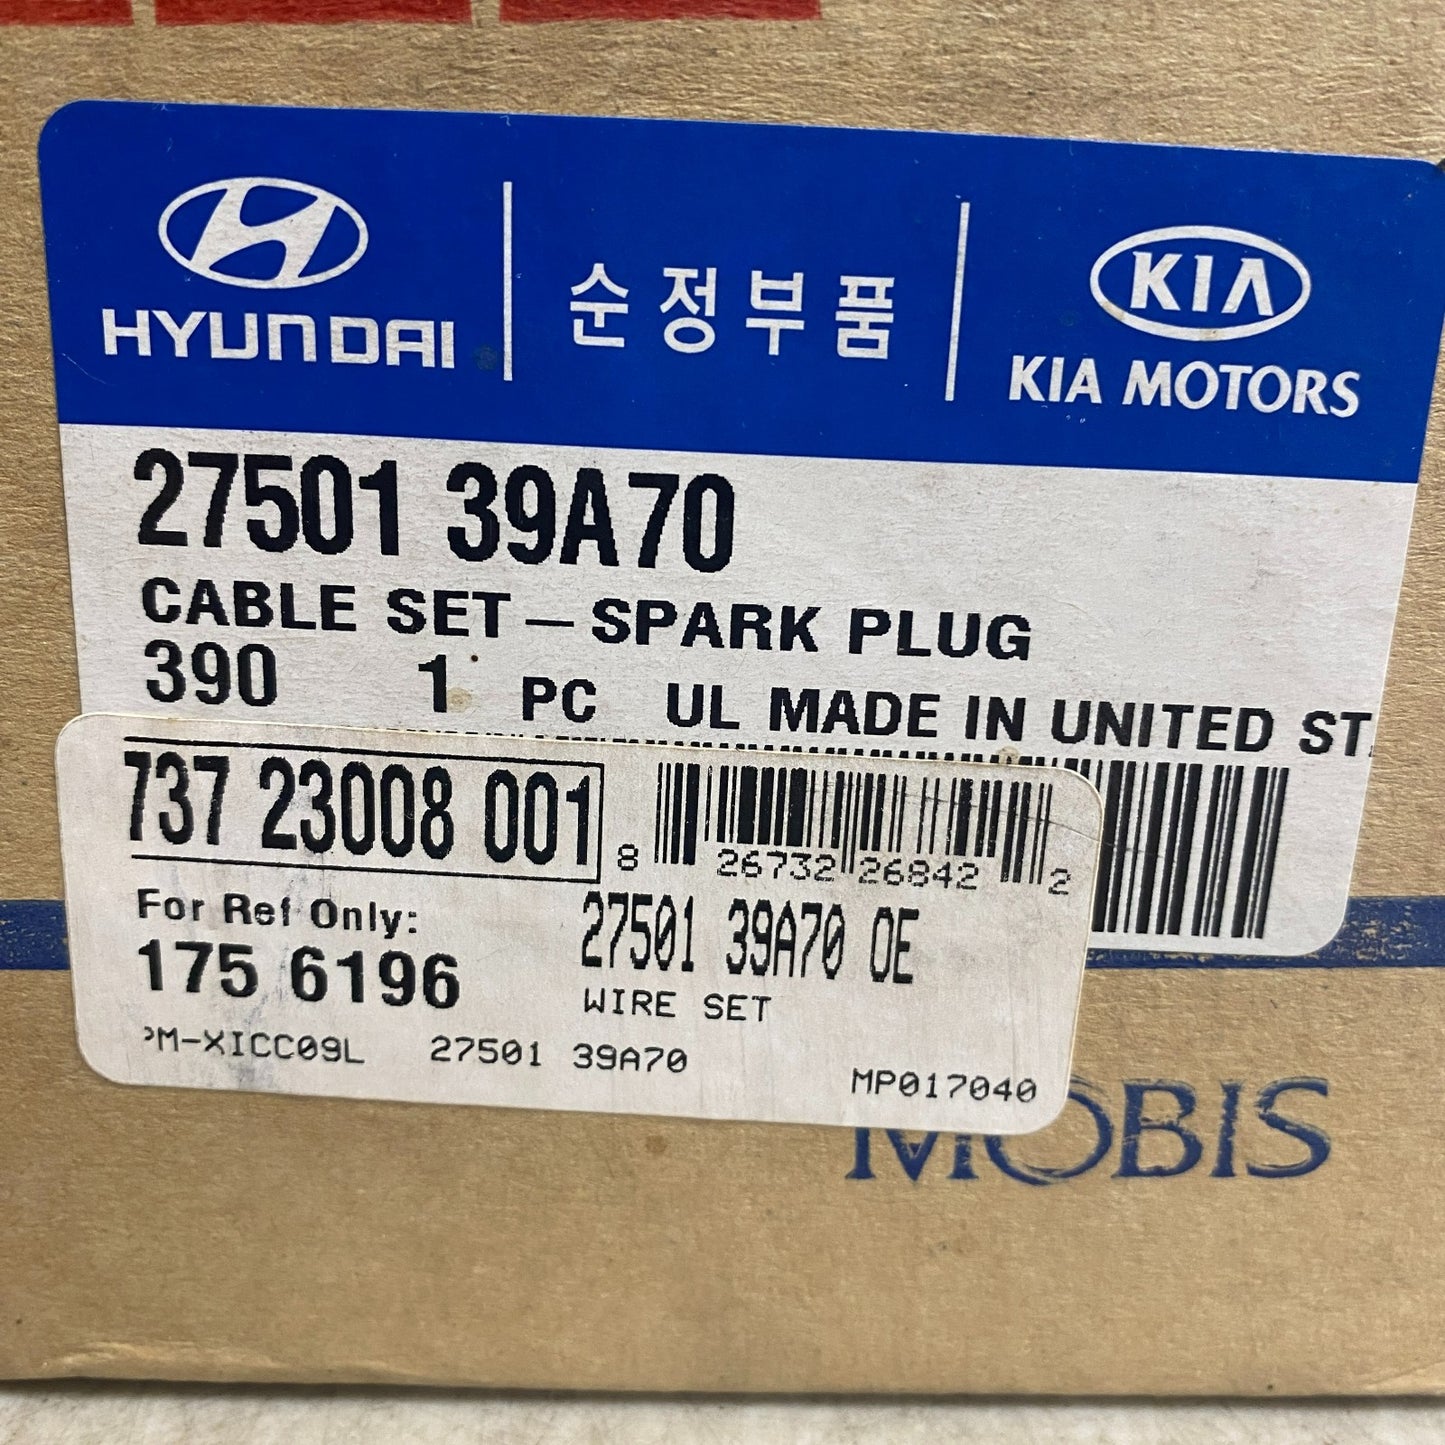 HYUNDAI
순정부품
KIA
KIA MOTORS
27501 39A70
CABLE SET – SPARK PLUG
390 1 PC UL MADE IN UNITED ST
737 23008 001
8 26732 26842 2
For Ref Only:
175 6196
27501 39A70 OE
WIRE SET
PM-XICC09L 27501 39A70
MP017040
MOBIS